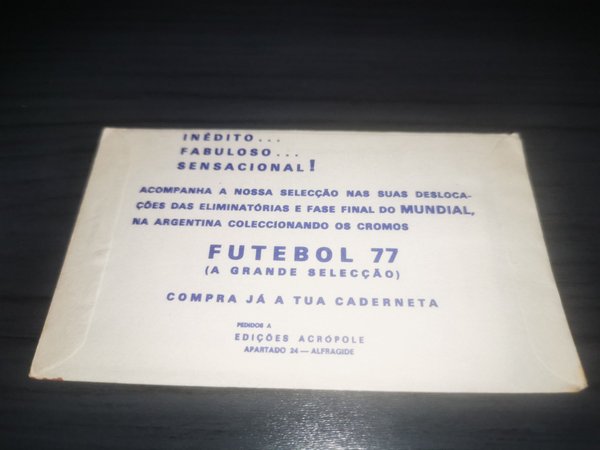 INÉDITO...
FABULOSO...
SENSACIONAL!
ACOMPANHA A NOSSA SELECÇÃO NAS SUAS DESLOCA-
ÇÕES DAS ELIMINATÓRIAS E FASE FINAL DO MUNDIAL,
NA ARGENTINA COLECCIONANDO OS CROMOS
FUTEBOL 77
(A GRANDE SELECÇÃO)
COMPRA JÁ A TUA CADERNETA
PEDIDOS A
EDIÇÕES ACRÓPOLE
APARTADO 24 — ALFRAGIDE